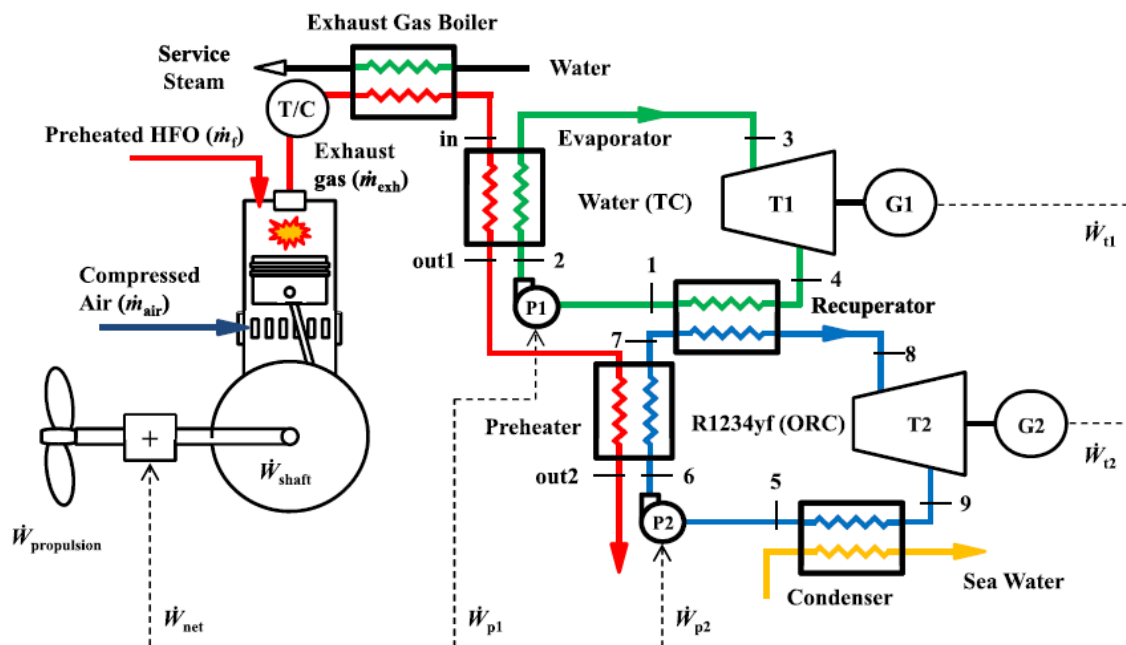 Exhaust Gas Boiler
Service
Steam
Water
T/C
Preheated HFO (ṁf)
Exhaust
gas (ṁexh)
in
Evaporator
3
Water (TC)
T1
G1
Ẇt1
out1
2
Compressed
Air (ṁair)
P1
1
4
Recuperator
7
8
Preheater
R1234yf (ORC)
T2
G2
Ẇt2
+
Ẇshaft
out2
6
5
9
P2
Ẇpropulsion
Sea Water
Condenser
Ẇnet
Ẇp1
Ẇp2